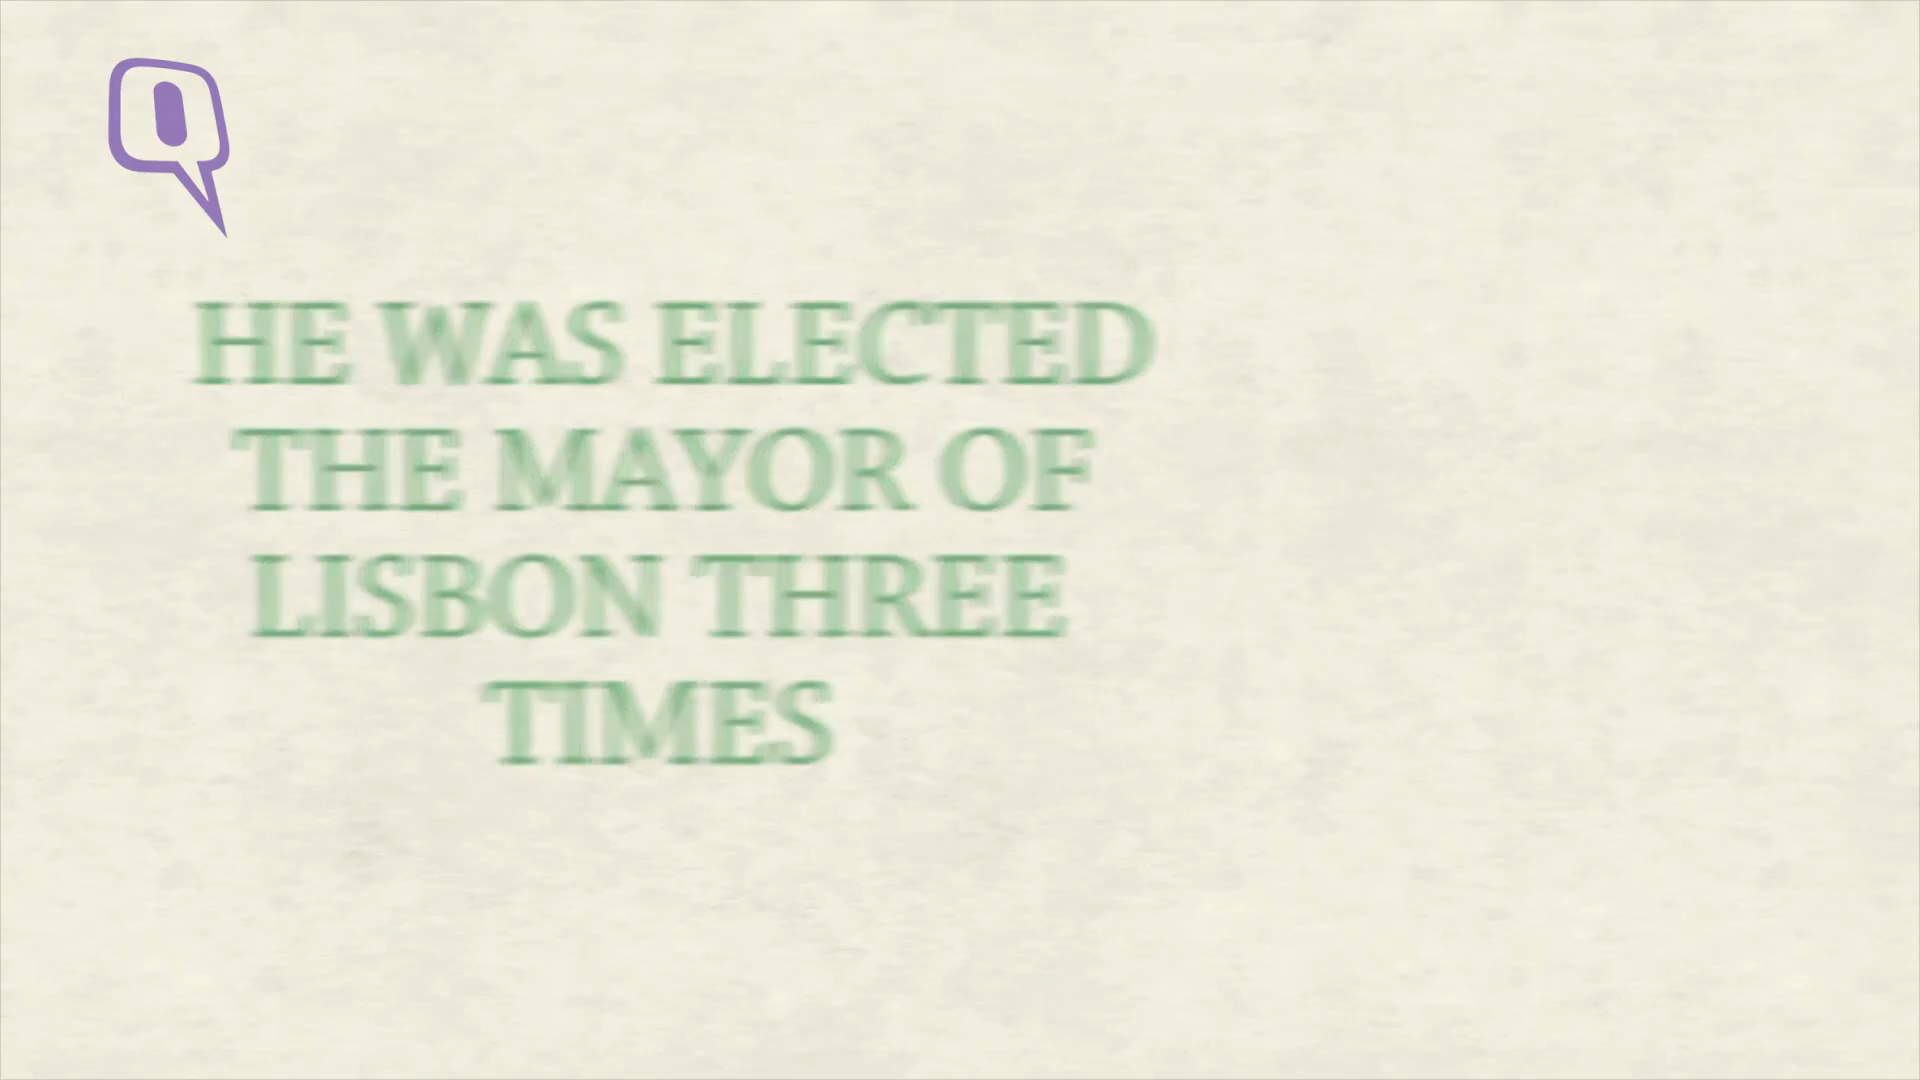 HE WAS ELECTED
THE MAYOR OF
LISBON THREE
TIMES